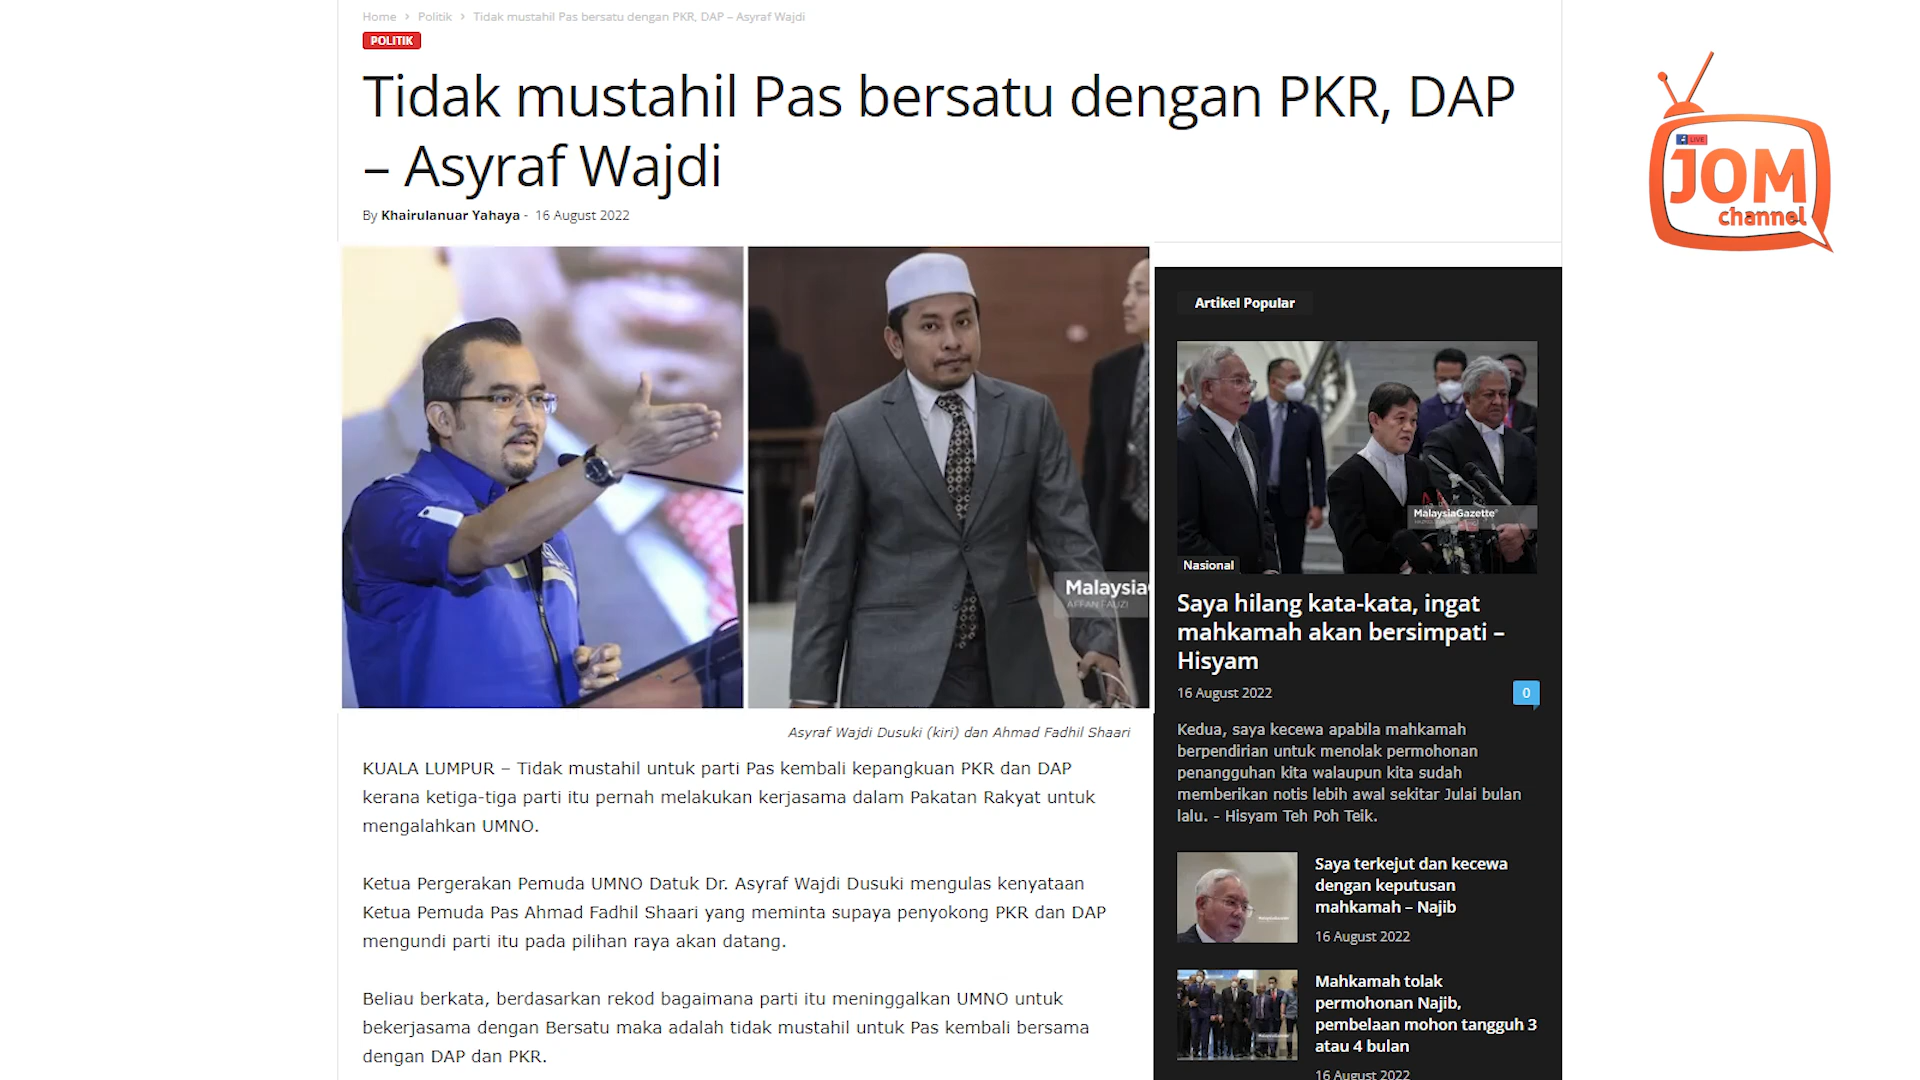 Home > Politik > Tidak mustahil Pas bersatu dengan PKR, DAP – Asyraf Wajdi
POLITIK
Tidak mustahil Pas bersatu dengan PKR, DAP
– Asyraf Wajdi
By Khairulanuar Yahaya - 16 August 2022
LIVE
JOM
channel
Malaysia
AFFAN FAUZI
Asyraf Wajdi Dusuki (kiri) dan Ahmad Fadhil Shaari
KUALA LUMPUR – Tidak mustahil untuk parti Pas kembali kepangkuan PKR dan DAP
kerana ketiga-tiga parti itu pernah melakukan kerjasama dalam Pakatan Rakyat untuk
mengalahkan UMNO.
Ketua Pergerakan Pemuda UMNO Datuk Dr. Asyraf Wajdi Dusuki mengulas kenyataan
Ketua Pemuda Pas Ahmad Fadhil Shaari yang meminta supaya penyokong PKR dan DAP
mengundi parti itu pada pilihan raya akan datang.
Beliau berkata, berdasarkan rekod bagaimana parti itu meninggalkan UMNO untuk
bekerjasama dengan Bersatu maka adalah tidak mustahil untuk Pas kembali bersama
dengan DAP dan PKR.
Artikel Popular
MalaysiaGazette
Nasional
Saya hilang kata-kata, ingat
mahkamah akan bersimpati –
Hisyam
16 August 2022
0
Kedua, saya kecewa apabila mahkamah
berpendirian untuk menolak permohonan
penangguhan kita walaupun kita sudah
memberikan notis lebih awal sekitar Julai bulan
lalu. - Hisyam Teh Poh Teik.
Saya terkejut dan kecewa
dengan keputusan
mahkamah – Najib
16 August 2022
Mahkamah tolak
permohonan Najib,
pembelaan mohon tangguh 3
atau 4 bulan
16 August 2022